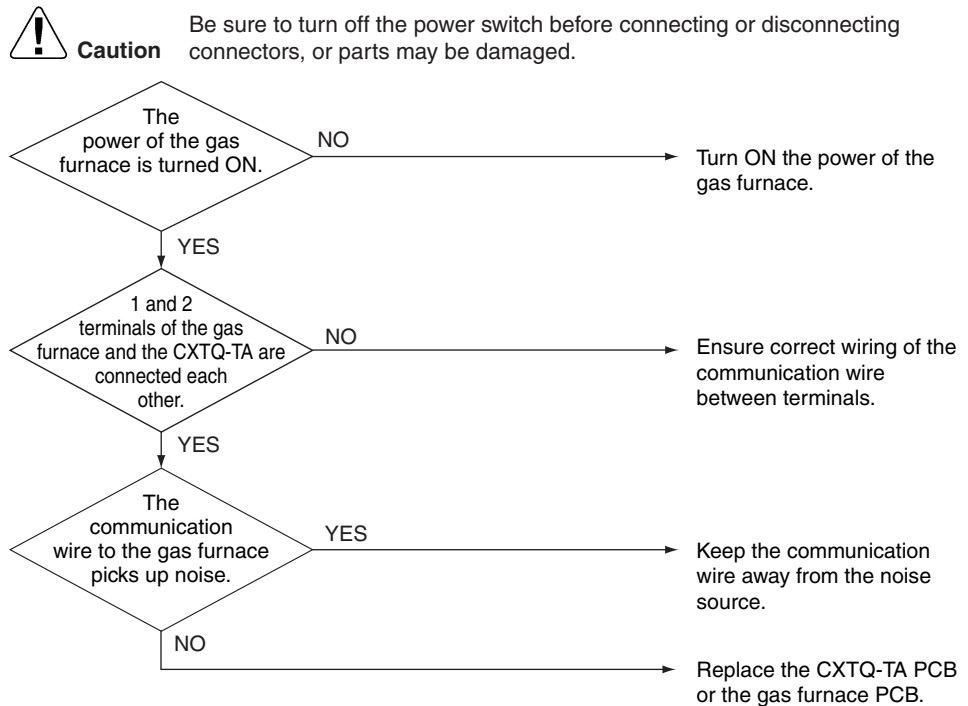 Caution
Be sure to turn off the power switch before connecting or disconnecting
connectors, or parts may be damaged.
The
power of the gas
furnace is turned ON.
NO
Turn ON the power of the
gas furnace.
YES
1 and 2
terminals of the gas
furnace and the CXTQ-TA are
connected each
other.
NO
Ensure correct wiring of the
communication wire
between terminals.
YES
The
communication
wire to the gas furnace
picks up noise.
YES
Keep the communication
wire away from the noise
source.
NO
Replace the CXTQ-TA PCB
or the gas furnace PCB.